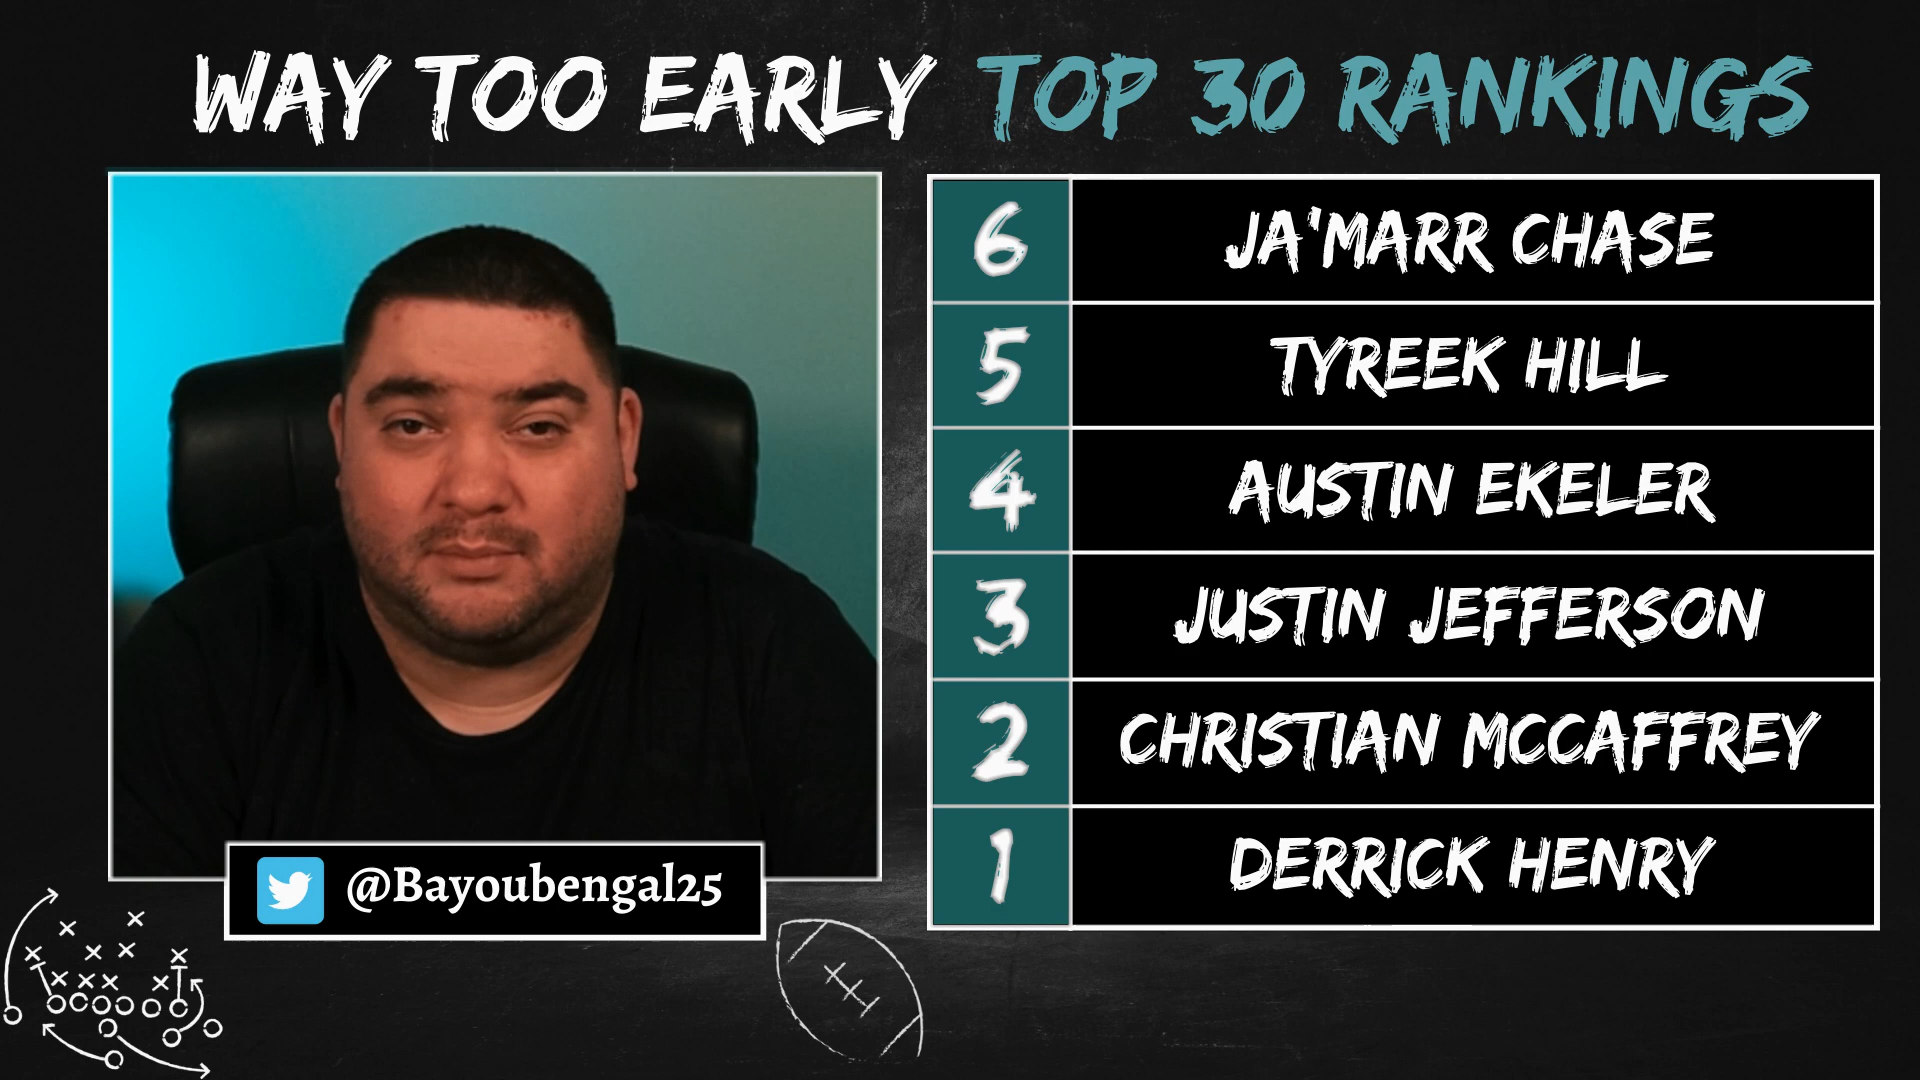 WAY TOO EARLY TOP 30 RANKINGS
6 JA'MARR CHASE
5 TYREEK HILL
4 AUSTIN EKELER
3 JUSTIN JEFFERSON
2 CHRISTIAN MCCAFFREY
1 DERRICK HENRY
@Bayoubengal25